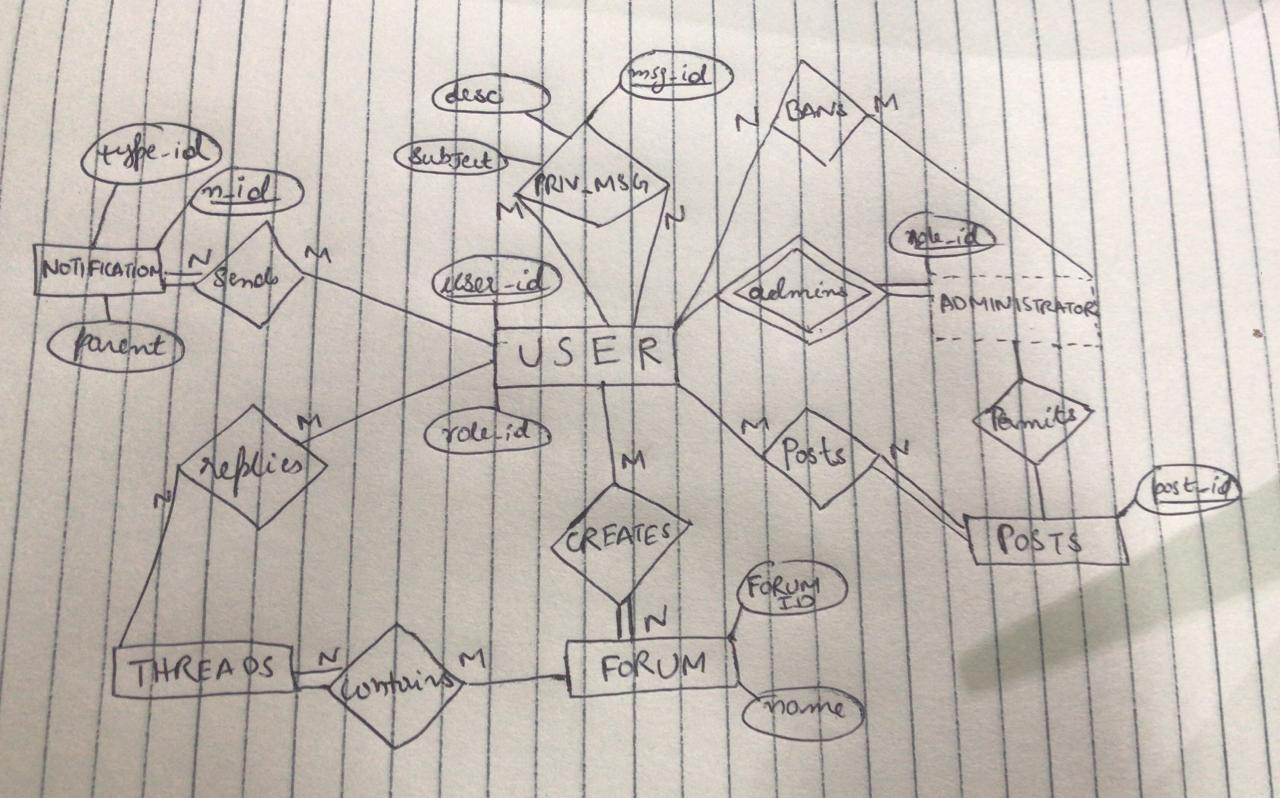 msg-id
desc
BANS
M
N
type-id
subject
PRIV_MSG
n-id
M
N
role-id
NOTIFICATION
N
sends
M
user-id
admins
ADMINISTRATOR
parent
USER
M
role-id
M
Posts
N
Permits
replies
N
M
post-id
CREATES
POSTS
FORUM
ID
N
THREADS
N
contains
M
FORUM
name